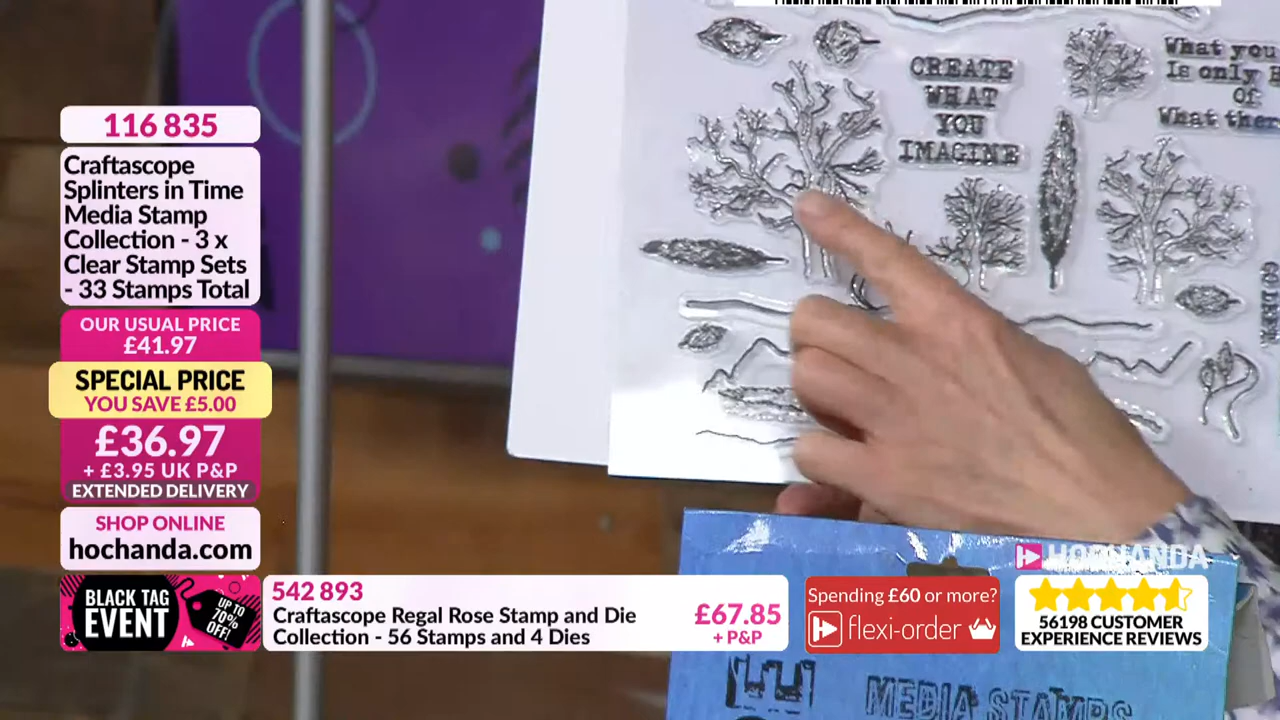 116 835
Craftascope
Splinters in Time
Media Stamp
Collection - 3 x
Clear Stamp Sets
- 33 Stamps Total
OUR USUAL PRICE
£41.97
SPECIAL PRICE
YOU SAVE £5.00
£36.97
+ £3.95 UK P&P
EXTENDED DELIVERY
SHOP ONLINE
hochanda.com
BLACK TAG
EVENT
UP TO
70%
OFF!
542 893
Craftascope Regal Rose Stamp and Die
Collection - 56 Stamps and 4 Dies
£67.85
+ P&P
Spending £60 or more?
flexi-order
HOCHANDA
56198 CUSTOMER
EXPERIENCE REVIEWS
CREATE
WHAT
YOU
IMAGINE
What you
Is only
Of
What
MEDIA STAMPS